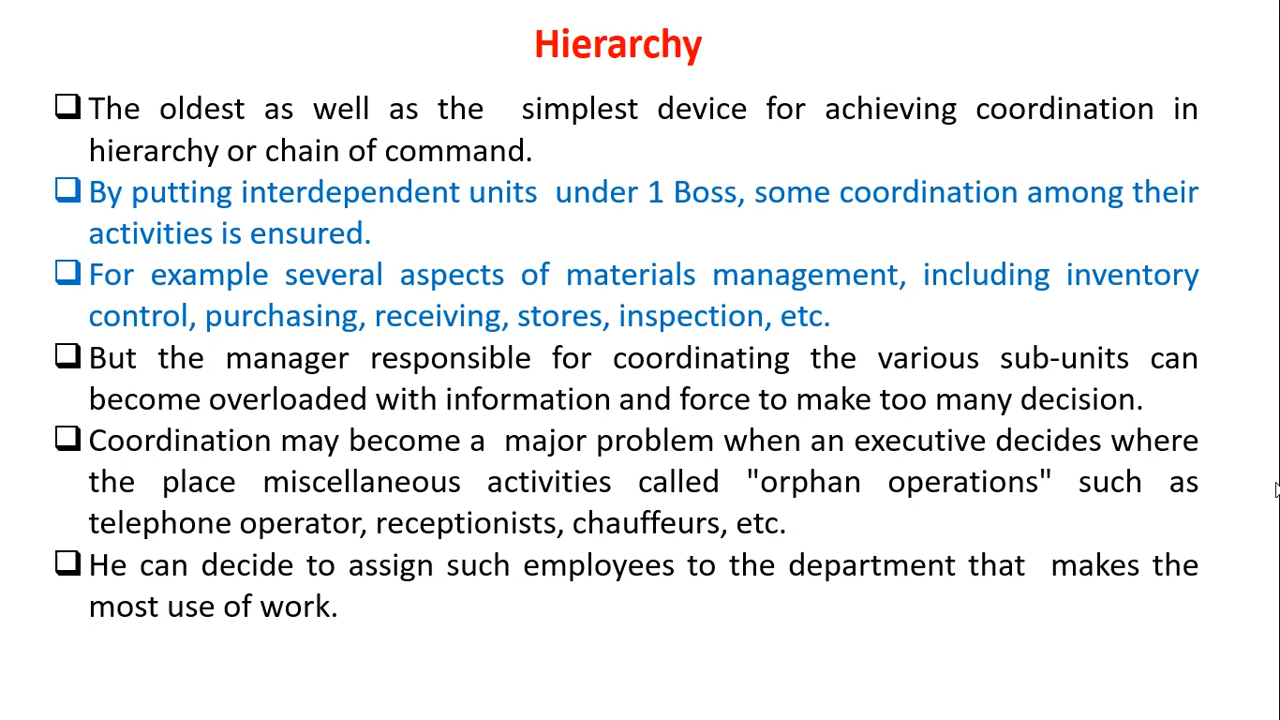 Hierarchy
The oldest as well as the simplest device for achieving coordination in
hierarchy or chain of command.
By putting interdependent units under 1 Boss, some coordination among their
activities is ensured.
For example several aspects of materials management, including inventory
control, purchasing, receiving, stores, inspection, etc.
But the manager responsible for coordinating the various sub-units can
become overloaded with information and force to make too many decision.
Coordination may become a major problem when an executive decides where
the place miscellaneous activities called "orphan operations" such as
telephone operator, receptionists, chauffeurs, etc.
He can decide to assign such employees to the department that makes the
most use of work.